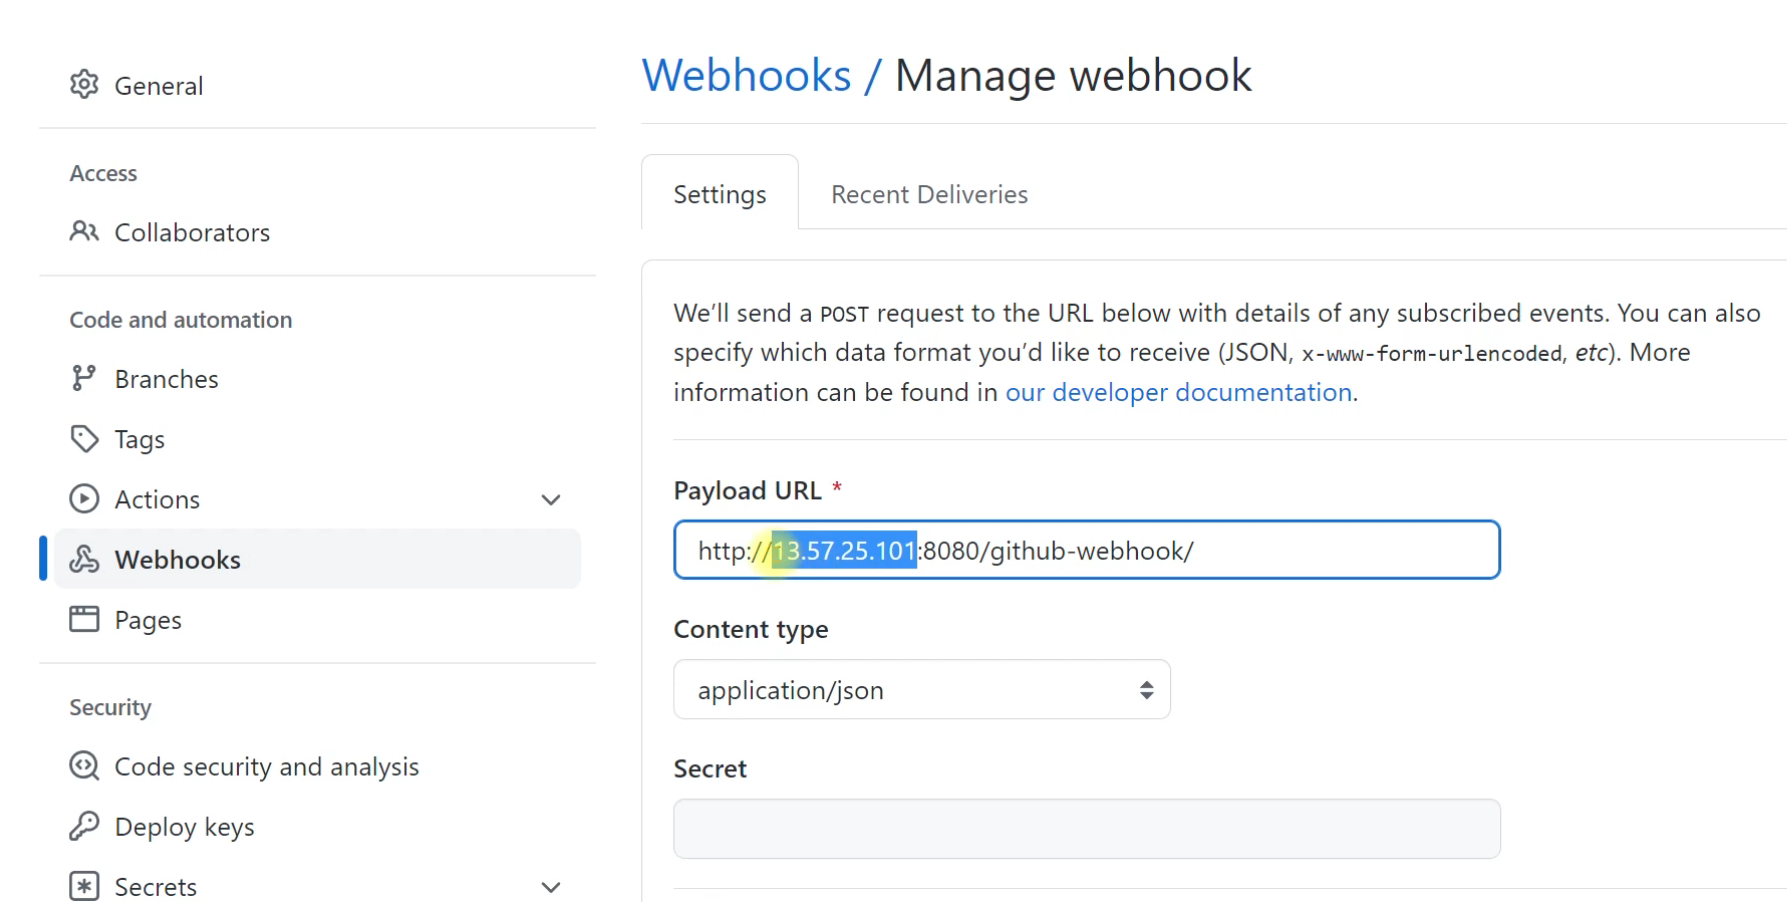 General
Access
Collaborators
Code and automation
Branches
Tags
Actions
Webhooks
Pages
Security
Code security and analysis
Deploy keys
Secrets
Webhooks / Manage webhook
Settings
Recent Deliveries
We’ll send a POST request to the URL below with details of any subscribed events. You can also
specify which data format you’d like to receive (JSON, x-www-form-urlencoded, etc). More
information can be found in our developer documentation.
Payload URL *
http://13.57.25.101:8080/github-webhook/
Content type
application/json
Secret